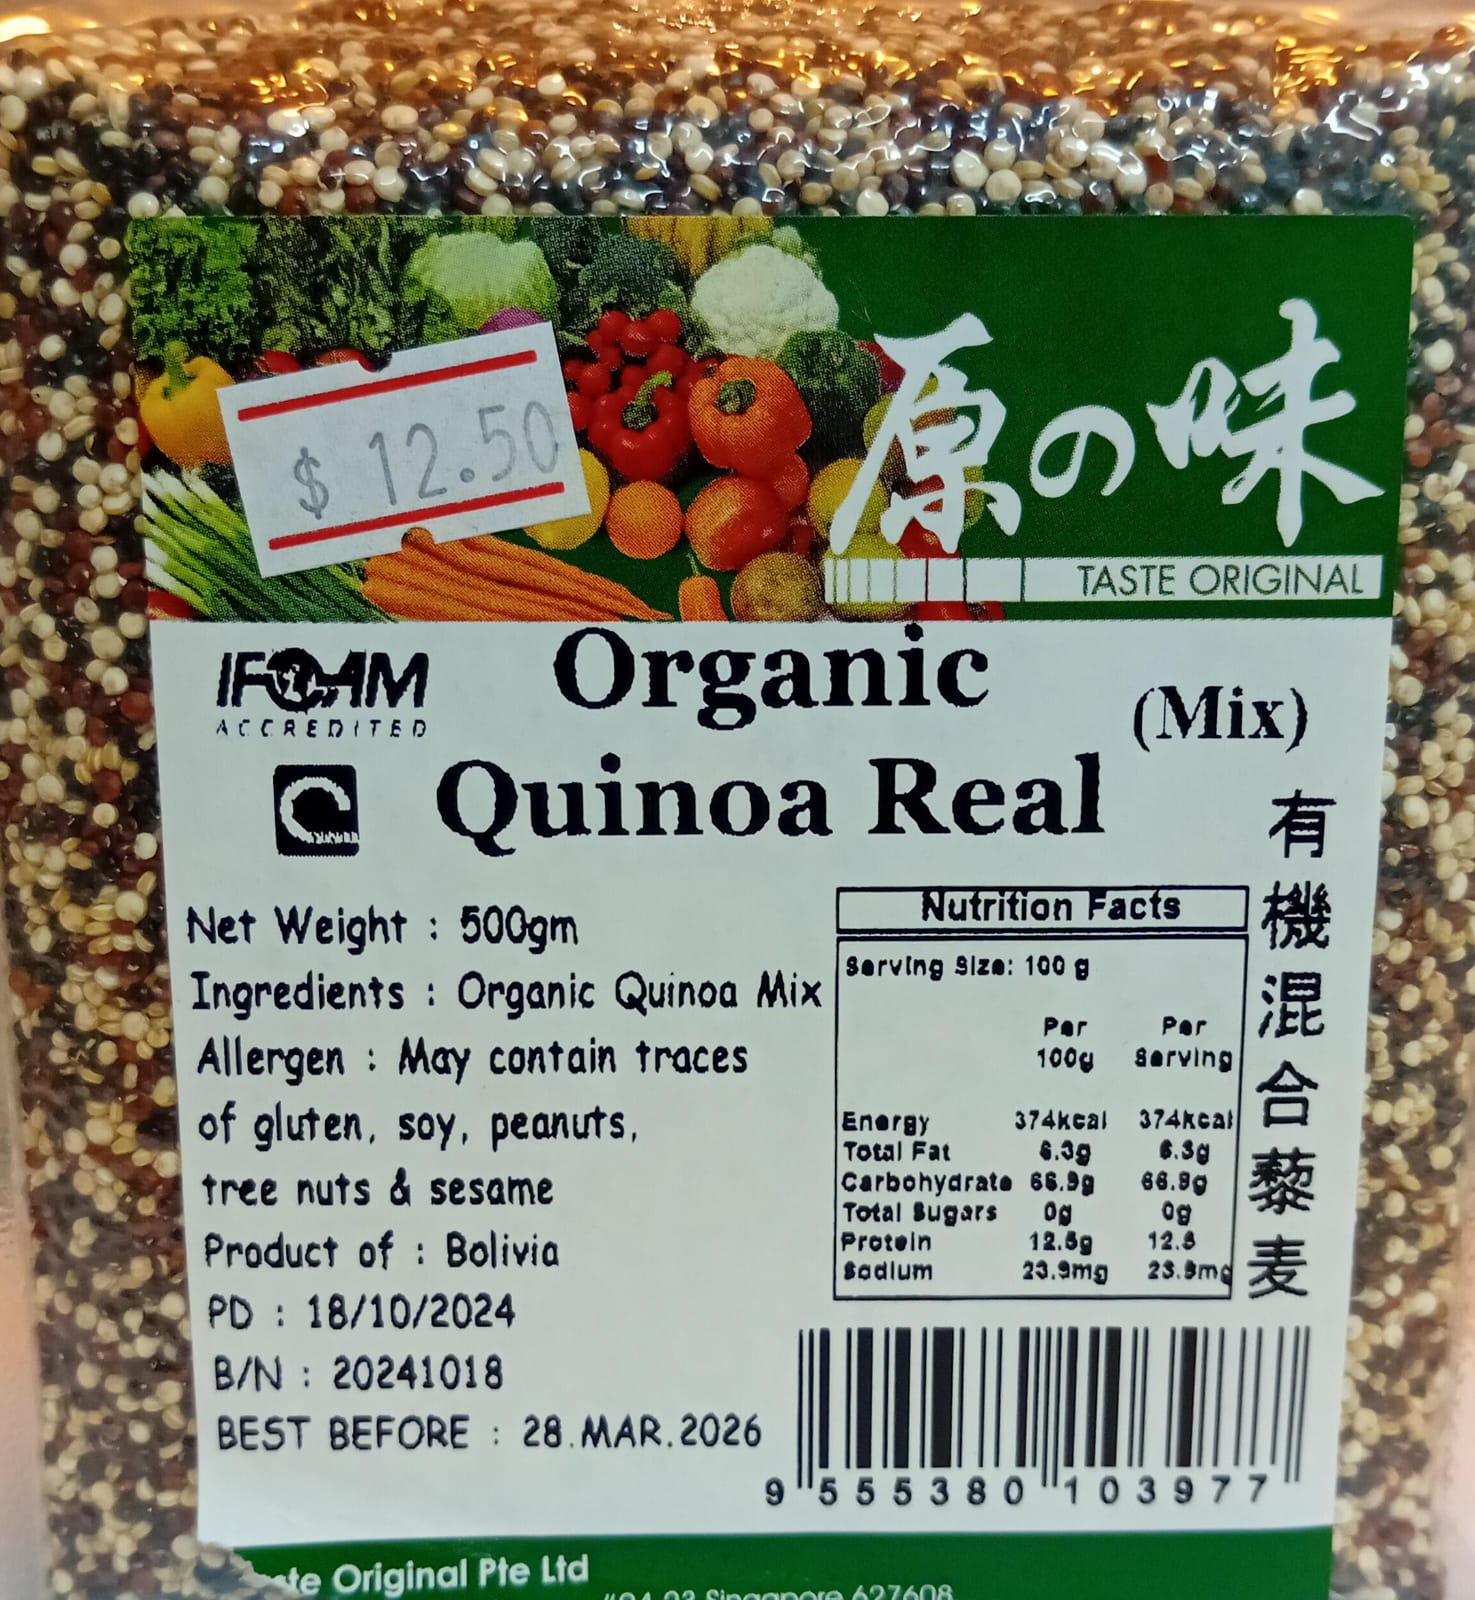 $ 12.50
原の味
TASTE ORIGINAL
IFOAM
ACCREDITED
Organic (Mix)
Quinoa Real
有機混合藜麦
Net Weight : 500gm
Ingredients : Organic Quinoa Mix
Allergen : May contain traces
of gluten, soy, peanuts,
tree nuts & sesame
Product of : Bolivia
PD : 18/10/2024
B/N : 20241018
BEST BEFORE : 28.MAR.2026
Nutrition Facts
Serving Size: 100 g
Per Per
100g Serving
Energy 374kcal 374kcal
Total Fat 6.3g 6.3g
Carbohydrate 66.9g 66.9g
Total Sugars 0g 0g
Protein 12.5g 12.5
Sodium 23.9mg 23.9mg
9 555380 103977
Original Pte Ltd
Singapore 627608